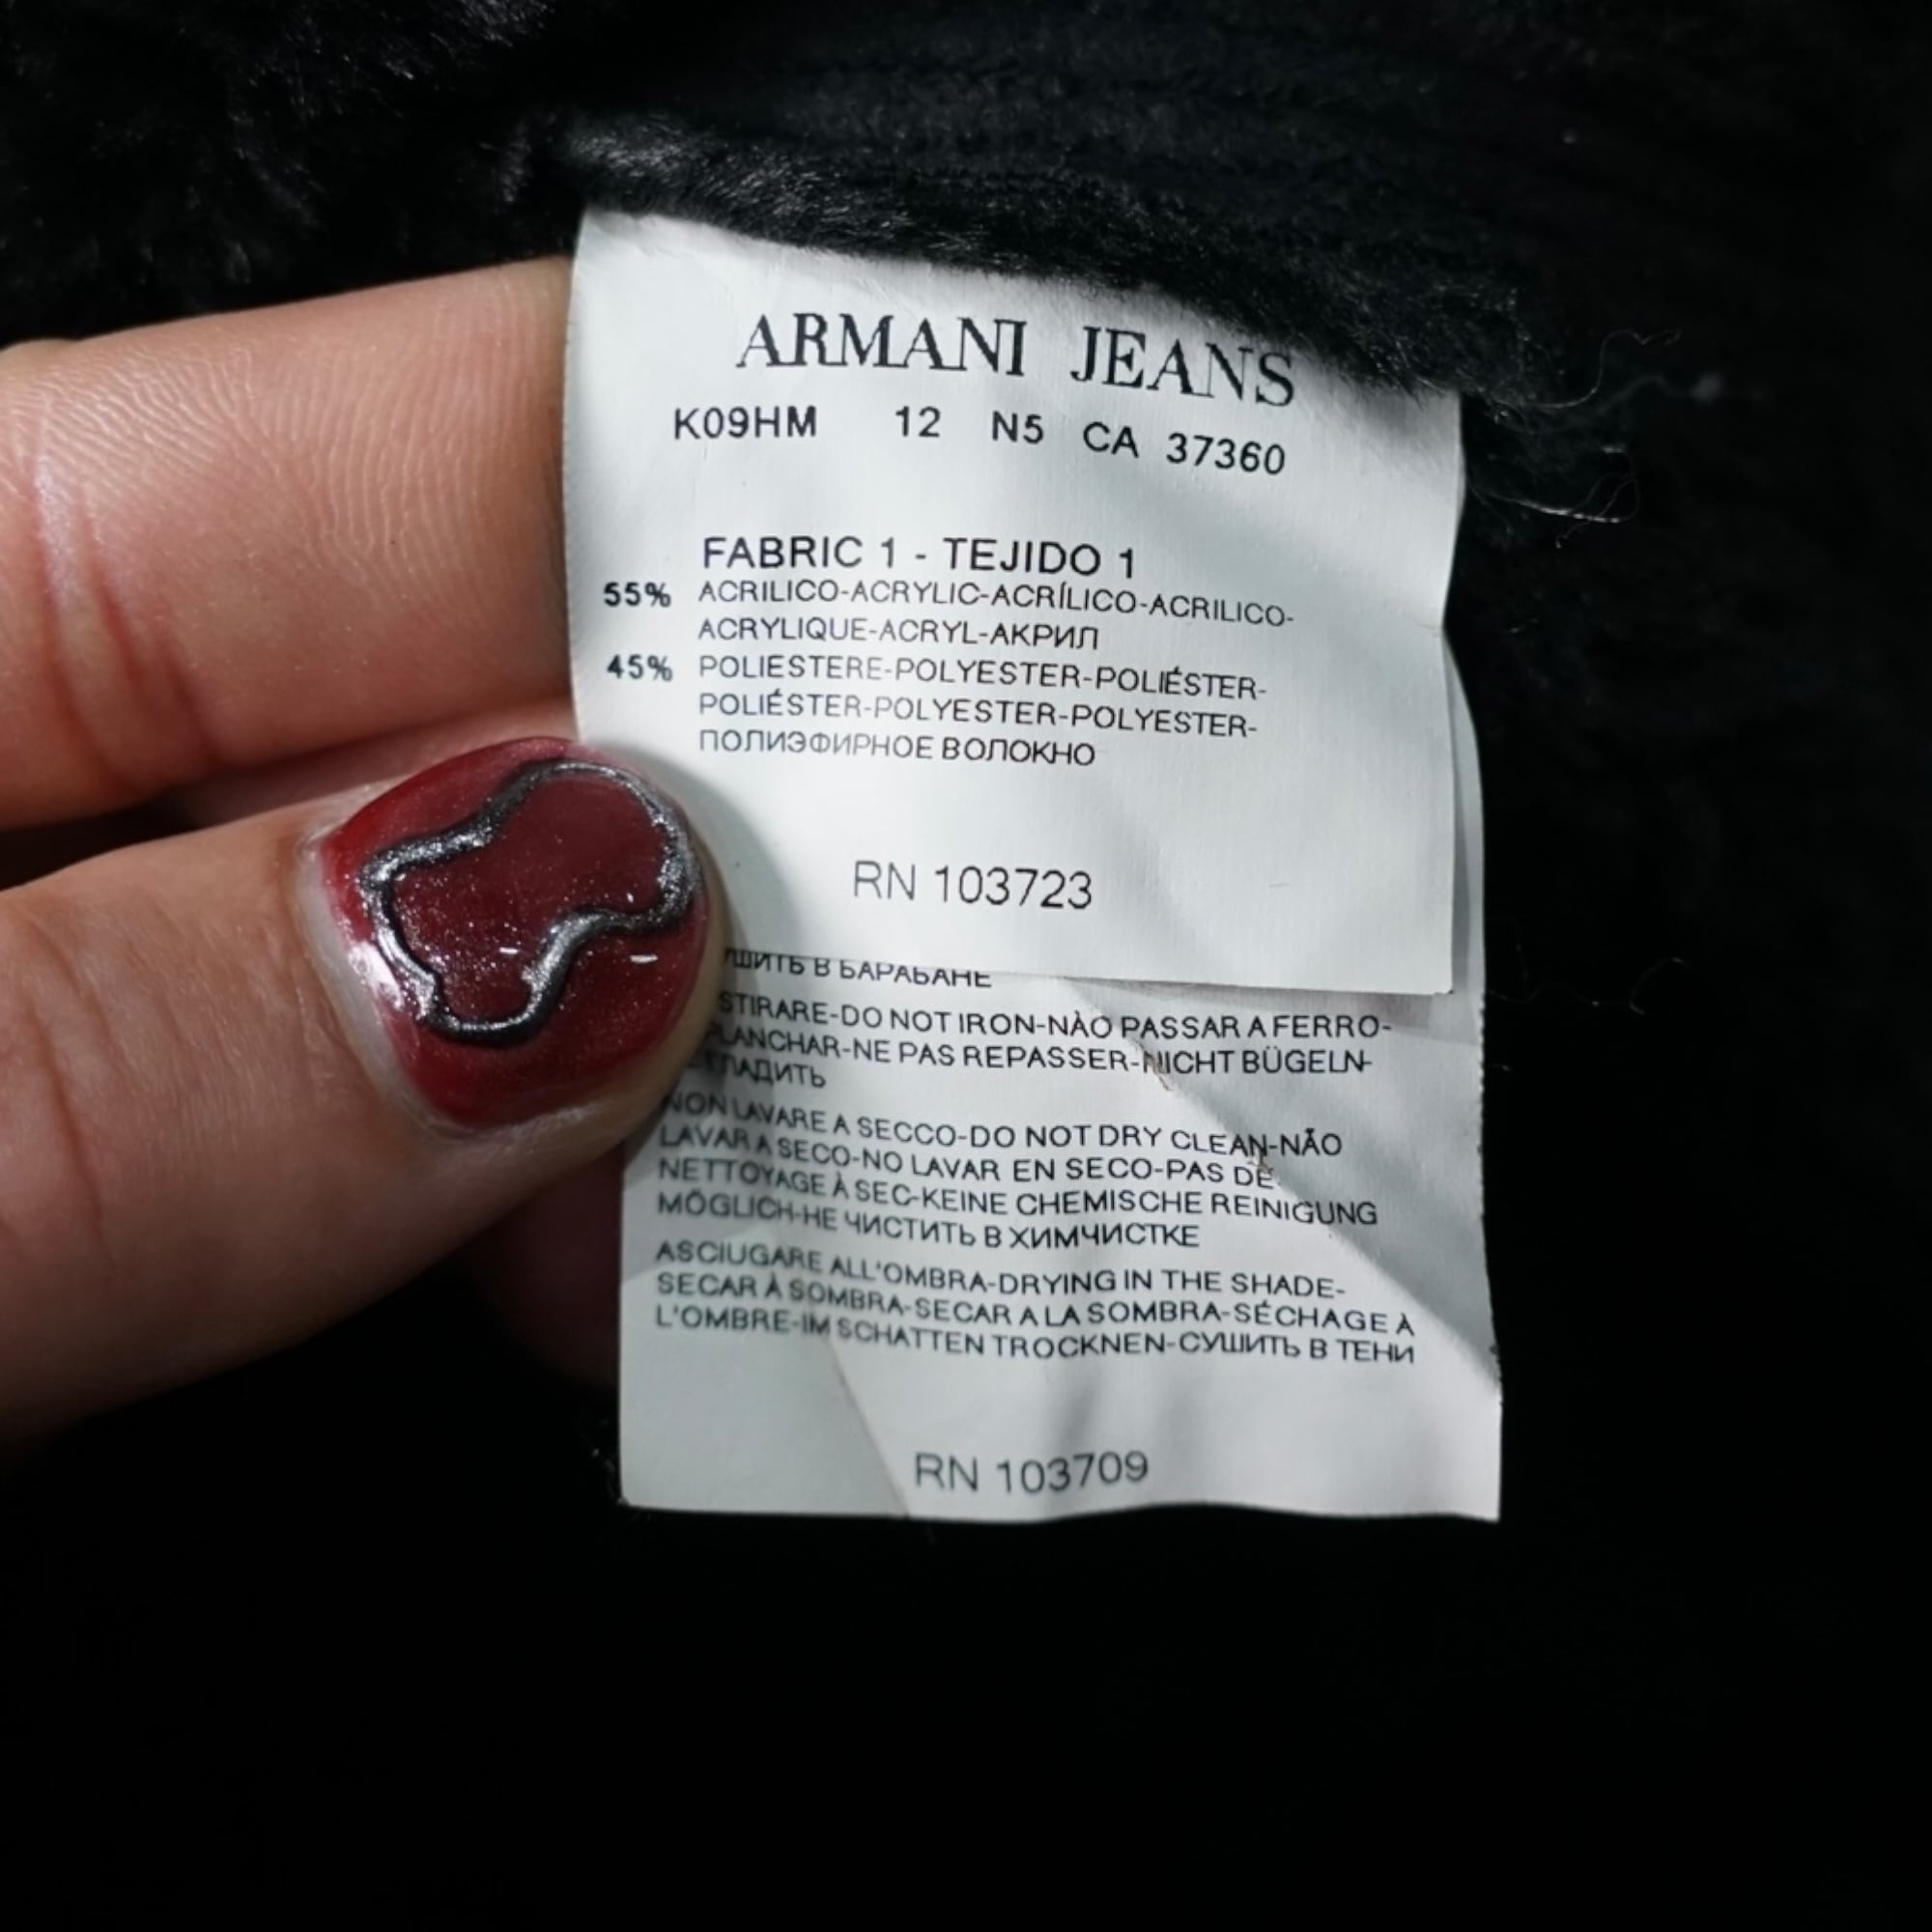 ARMANI JEANS
K09HM 12 N5 CA 37360
FABRIC 1 - TEJIDO 1
55% ACRILICO-ACRYLIC-ACRÍLICO-ACRILICO-
ACRYLIQUE-ACRYL-АКРИЛ
45% POLIESTERE-POLYESTER-POLIÉSTER-
POLIÉSTER-POLYESTER-POLYESTER-
ПОЛИЭФИРНОЕ ВОЛОКНО
RN 103723
В БАРАБАНЕ
STIRARE-DO NOT IRON-NÀO PASSAR A FERRO-
PLANCHAR-NE PAS REPASSER-NICHT BÜGELN-
ГЛАДИТЬ
NON LAVARE A SECCO-DO NOT DRY CLEAN-NÃO
LAVAR A SECO-NO LAVAR EN SECO-PAS DE
NETTOYAGE À SEC-KEINE CHEMISCHE REINIGUNG
MÖGLICH-НЕ ЧИСТИТЬ В ХИМЧИСТКЕ
ASCIUGARE ALL'OMBRA-DRYING IN THE SHADE-
SECAR À SOMBRA-SECAR A LA SOMBRA-SÉCHAGE À
L'OMBRE-IM SCHATTEN TROCKNEN-СУШИТЬ В ТЕНИ
RN 103709